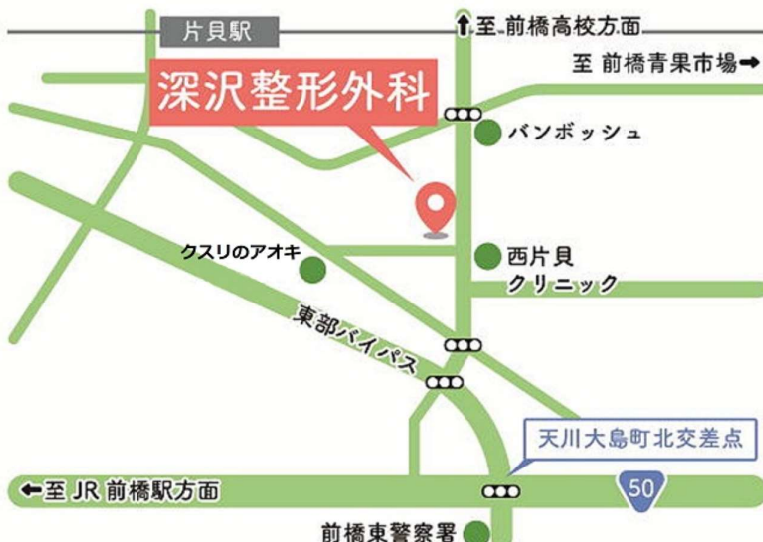 片貝駅
至 前橋高校方面
至 前橋青果市場
深沢整形外科
バンボッシュ
クスリのアオキ
西片貝
クリニック
東部バイパス
天川大島町北交差点
至 JR 前橋駅方面
50
前橋東警察署